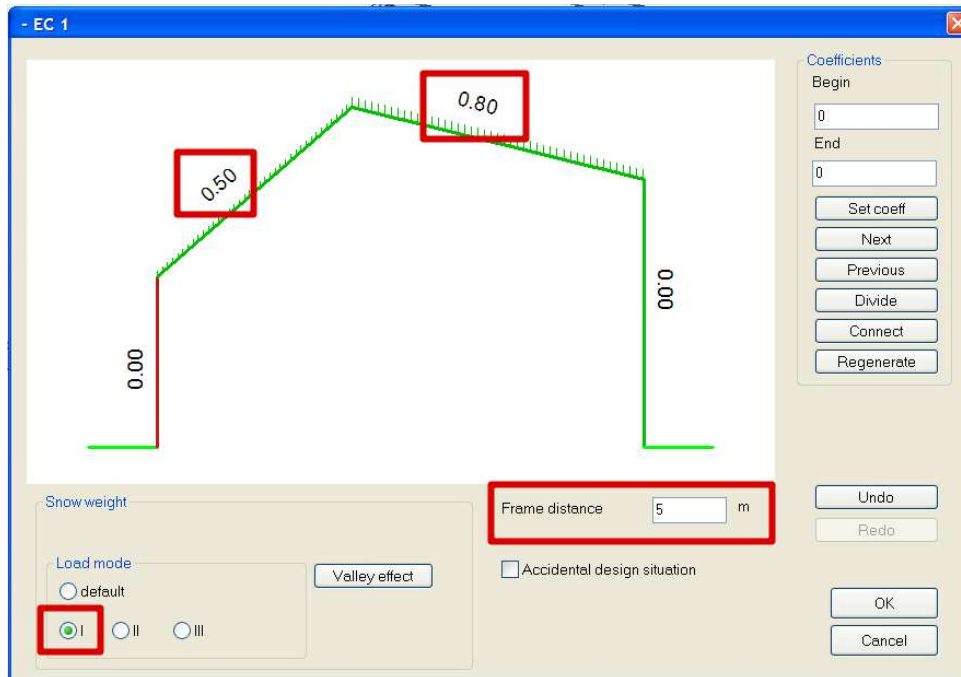 - EC 1
0.50
0.80
0.00
0.00
Coefficients
Begin
0
End
0
Set coeff
Next
Previous
Divide
Connect
Regenerate
Undo
Redo
OK
Cancel
Snow weight
Load mode
default
I II III
Valley effect
Frame distance 5 m
Accidental design situation